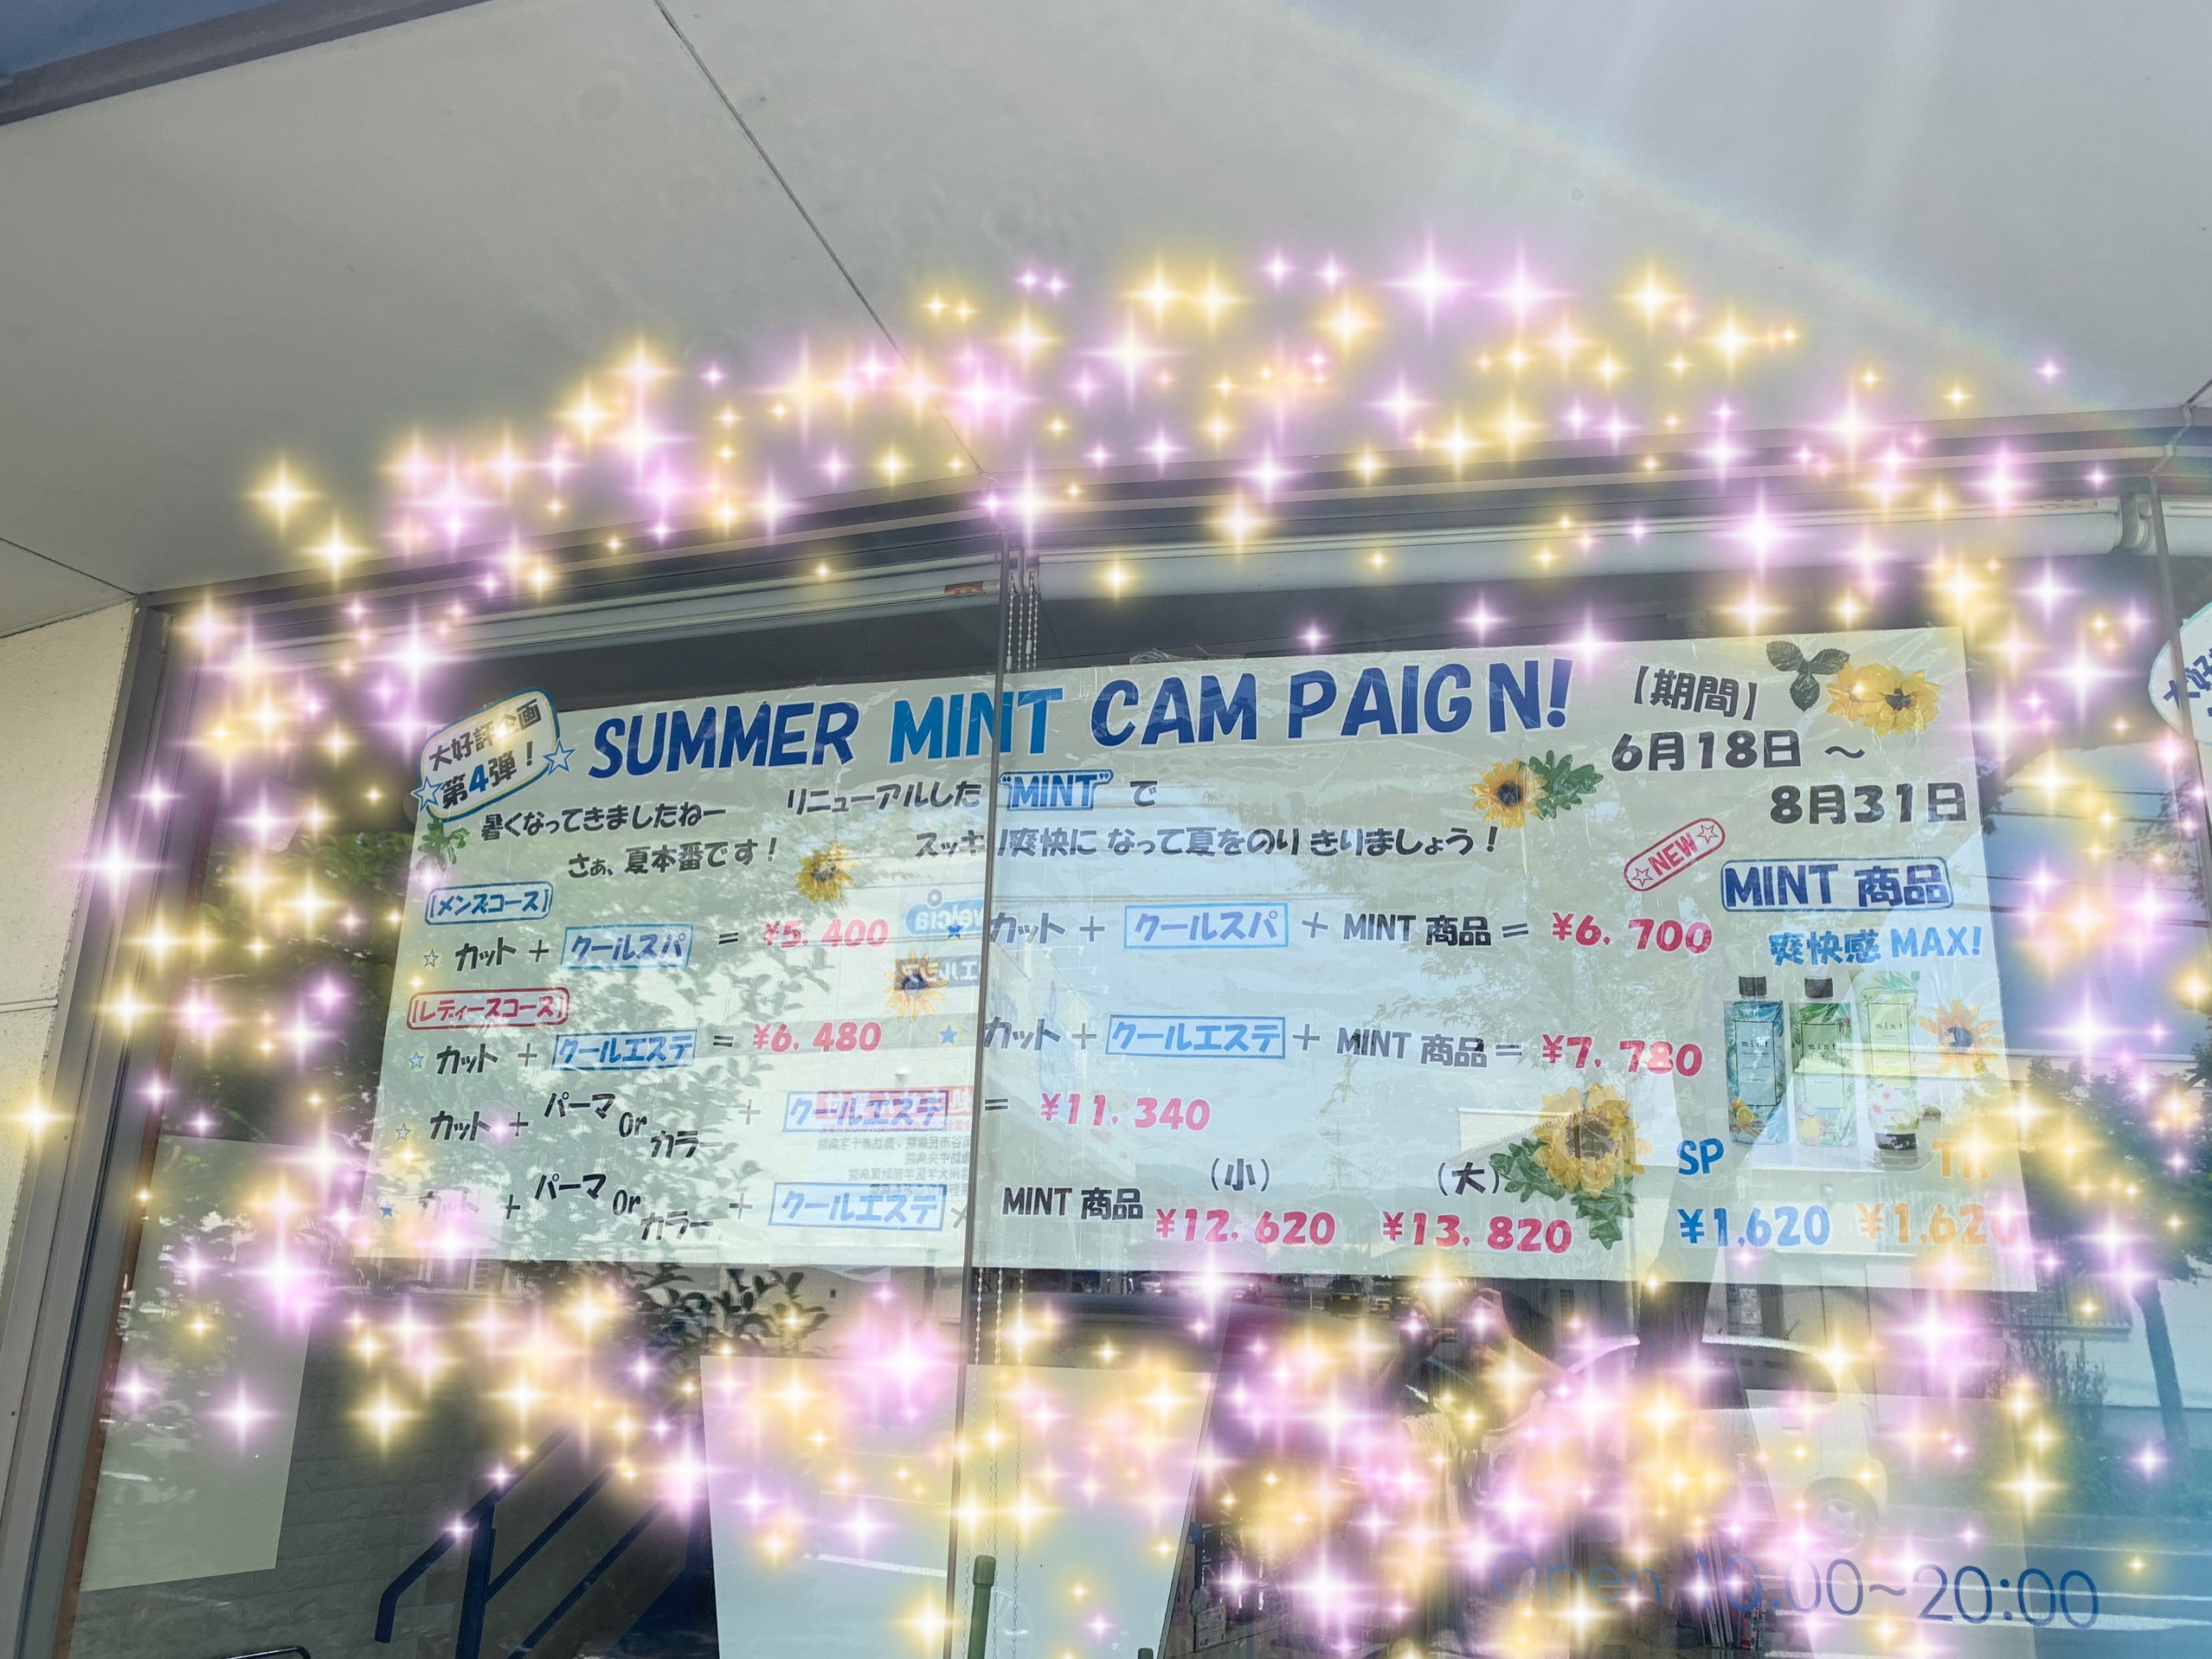 大好評企画
第4弾！
SUMMER MINT CAMPAIGN!
【期間】
6月18日 ～
8月31日
暑くなってきましたねー
さぁ、夏本番です！
リニューアルした “MINT” で
スッキリ爽快に なって夏をのりきりましょう！
NEW
MINT 商品
爽快感 MAX!
【メンズコース】
☆ カット + クールスパ = ¥5,400
★ カット + クールスパ + MINT 商品 = ¥6,700
【レディースコース】
☆ カット + クールエステ = ¥6,480
★ カット + クールエステ + MINT 商品 = ¥7,780
☆ カット + パーマ or カラー + クールエステ = ¥11,340
★ カット + パーマ or カラー + クールエステ
MINT 商品 (小) ¥12,620 (大) ¥13,820
mint
mint
mint
SP
¥1,620 ¥1,620
Open 10:00~20:00